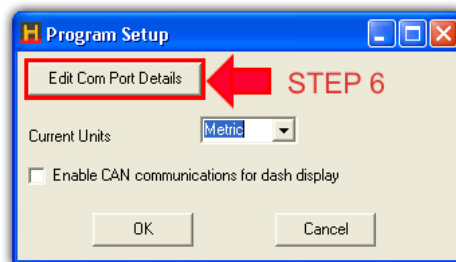 Program Setup
Edit Com Port Details
STEP 6
Current Units
Metric
Enable CAN communications for dash display
OK
Cancel